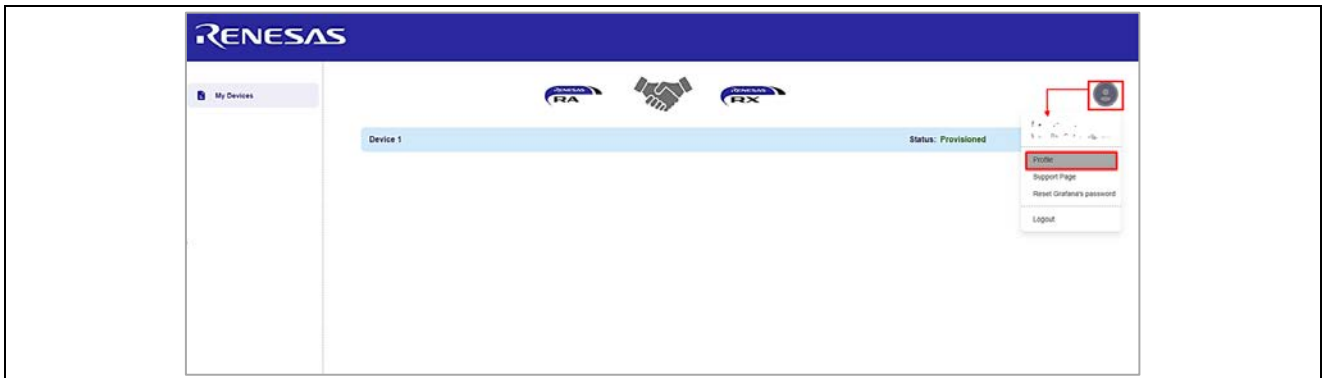 RENESAS
My Devices
RENESAS
RA
RENESAS
RX
Device 1
Status: Provisioned
Profile
Support Page
Reset Grafana's password
Logout